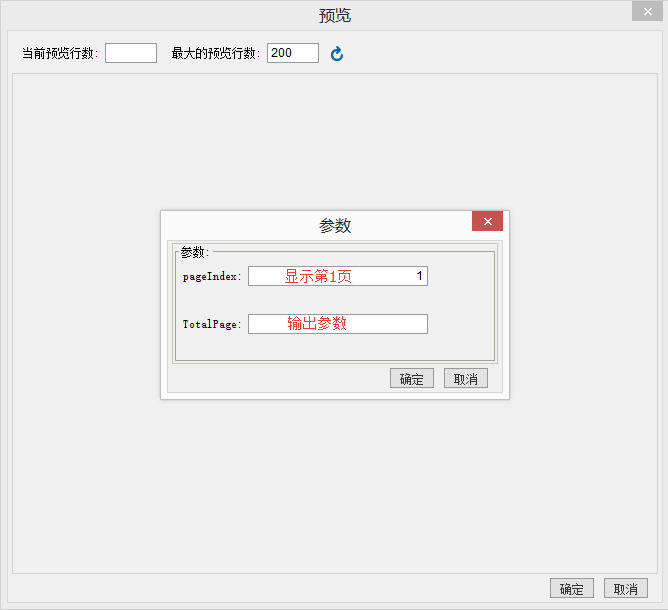 预览
当前预览行数: 最大的预览行数: 200
参数
参数:
pageIndex: 显示第1页 1
TotalPage: 输出参数
确定 取消
确定 取消